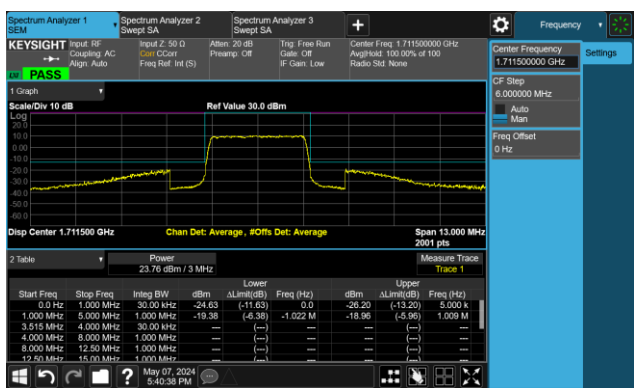 Spectrum Analyzer 1
SEM
Spectrum Analyzer 2
Swept SA
Spectrum Analyzer 3
Swept SA
+
Frequency
KEYSIGHT
Input: RF
Coupling: AC
Align: Auto
Input Z: 50 Ω
Corr CCorr
Freq Ref: Int (S)
Atten: 20 dB
Preamp: Off
Trig: Free Run
Gate: Off
IF Gain: Low
Center Freq: 1.711500000 GHz
Avg|Hold: 100.00% of 100
Radio Std: None
LXI PASS
Center Frequency
1.711500000 GHz
Settings
CF Step
6.000000 MHz
Auto
Man
Freq Offset
0 Hz
1 Graph
Scale/Div 10 dB
Ref Value 30.0 dBm
Log
20.0
10.0
0.00
-10.0
-20.0
-30.0
-40.0
-50.0
-60.0
Disp Center 1.711500 GHz
Chan Det: Average, #Offs Det: Average
Span 13.000 MHz
2001 pts
2 Table
Power
23.76 dBm / 3 MHz
Measure Trace
Trace 1
Lower Upper
Start Freq Stop Freq Integ BW dBm ΔLimit(dB) Freq (Hz) dBm ΔLimit(dB) Freq (Hz)
0.0 Hz 1.000 MHz 30.00 kHz -24.63 (-11.63) 0.0 -26.20 (-13.20) 5.000 k
1.000 MHz 5.000 MHz 1.000 MHz -19.38 (-6.38) -1.022 M -18.96 (-5.96) 1.009 M
3.515 MHz 4.000 MHz 30.00 kHz --- (---) --- --- (---) ---
4.000 MHz 8.000 MHz 1.000 MHz --- (---) --- --- (---) ---
8.000 MHz 12.50 MHz 1.000 MHz --- (---) --- --- (---) ---
12.50 MHz 15.00 MHz 1.000 MHz --- (---) --- --- (---) ---
?
May 07, 2024
5:40:38 PM